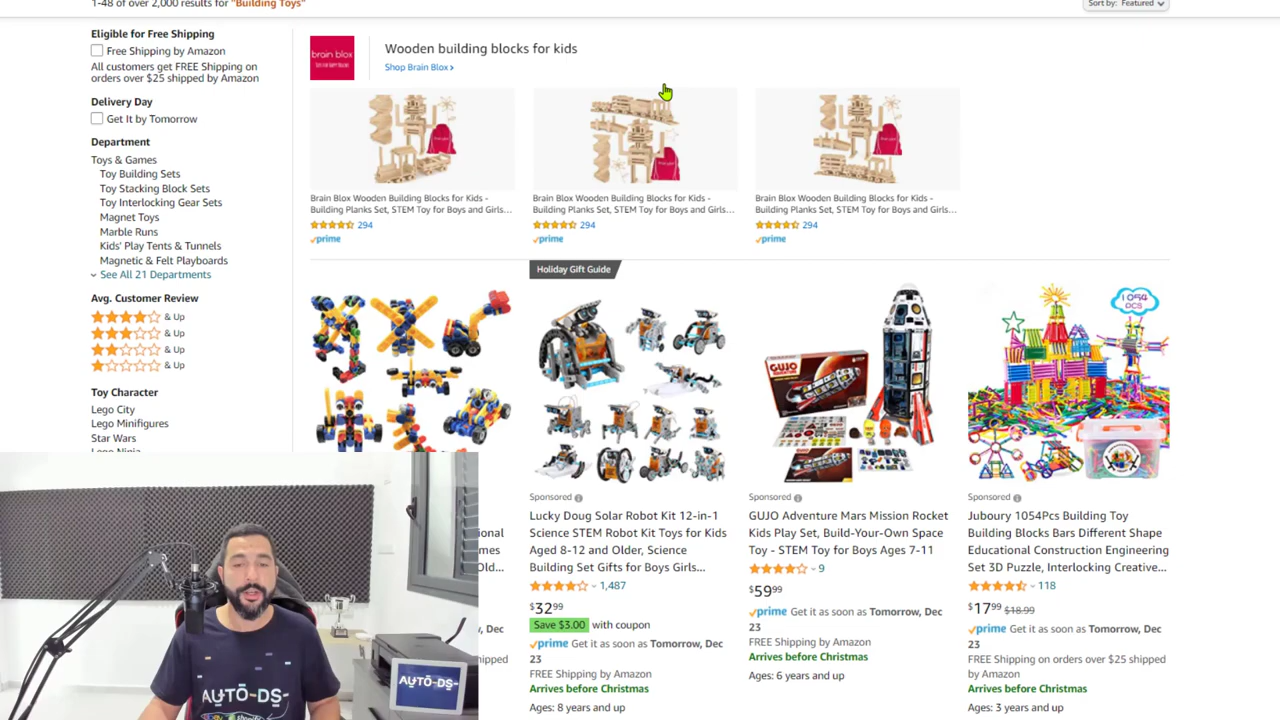 1-48 of over 2,000 results for "Building Toys"
Sort by: Featured
Eligible for Free Shipping
Free Shipping by Amazon
All customers get FREE Shipping on
orders over $25 shipped by Amazon
Delivery Day
Get It by Tomorrow
Department
Toys & Games
Toy Building Sets
Toy Stacking Block Sets
Toy Interlocking Gear Sets
Magnet Toys
Marble Runs
Kids' Play Tents & Tunnels
Magnetic & Felt Playboards
See All 21 Departments
Avg. Customer Review
& Up
& Up
& Up
& Up
Toy Character
Lego City
Lego Minifigures
Star Wars
Lego Ninja
brain blox
Wooden building blocks for kids
Shop Brain Blox ›
Brain Blox Wooden Building Blocks for Kids -
Building Planks Set, STEM Toy for Boys and Girls...
294
prime
Brain Blox Wooden Building Blocks for Kids -
Building Planks Set, STEM Toy for Boys and Girls...
294
prime
Brain Blox Wooden Building Blocks for Kids -
Building Planks Set, STEM Toy for Boys and Girls...
294
prime
ional
mes
Old...
, Dec
hipped
Holiday Gift Guide
Sponsored
Lucky Doug Solar Robot Kit 12-in-1
Science STEM Robot Kit Toys for Kids
Aged 8-12 and Older, Science
Building Set Gifts for Boys Girls...
1,487
$32.99
Save $3.00 with coupon
prime Get it as soon as Tomorrow, Dec
23
FREE Shipping by Amazon
Arrives before Christmas
Ages: 8 years and up
GUJO
Sponsored
GUJO Adventure Mars Mission Rocket
Kids Play Set, Build-Your-Own Space
Toy - STEM Toy for Boys Ages 7-11
9
$59.99
prime Get it as soon as Tomorrow, Dec
23
FREE Shipping by Amazon
Arrives before Christmas
Ages: 6 years and up
1054
PCS
Sponsored
Juboury 1054Pcs Building Toy
Building Blocks Bars Different Shape
Educational Construction Engineering
Set 3D Puzzle, Interlocking Creative...
118
$17.99 $18.99
prime Get it as soon as Tomorrow, Dec
23
FREE Shipping on orders over $25 shipped
by Amazon
Arrives before Christmas
Ages: 3 years and up
AUTO-DS-
AUTO-DS-